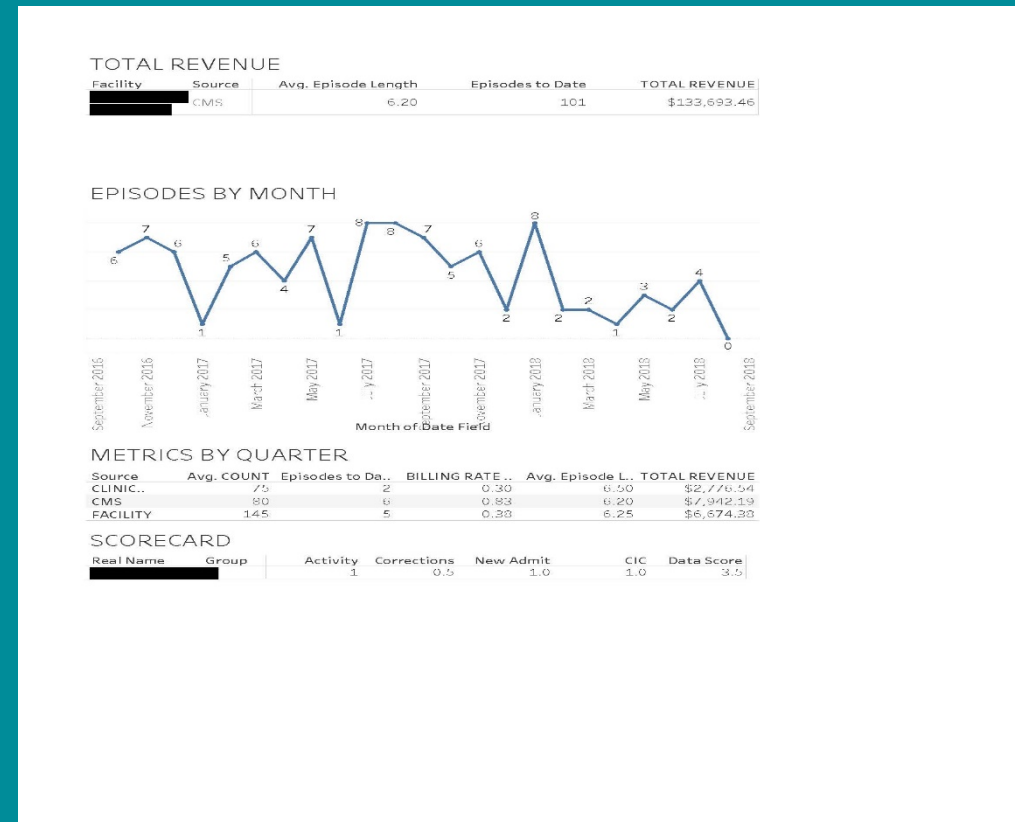 TOTAL REVENUE
Facility Source Avg. Episode Length Episodes to Date TOTAL REVENUE
CMS 6.20 101 $133,693.46
EPISODES BY MONTH
6 7 6 1 5 6 4 7 1 8 8 7 5 6 2 8 2 2 1 3 2 4 0
September 2016 November 2016 January 2017 March 2017 May 2017 July 2017 September 2017 November 2017 January 2018 March 2018 May 2018 July 2018 September 2018
Month of Date Field
METRICS BY QUARTER
Source Avg. COUNT Episodes to Da.. BILLING RATE .. Avg. Episode L.. TOTAL REVENUE
CLINIC.. 75 2 0.30 6.50 $2,776.54
CMS 80 6 0.83 6.20 $7,942.19
FACILITY 145 5 0.38 6.25 $6,674.38
SCORECARD
Real Name Group Activity Corrections New Admit CIC Data Score
1 0.5 1.0 1.0 3.5